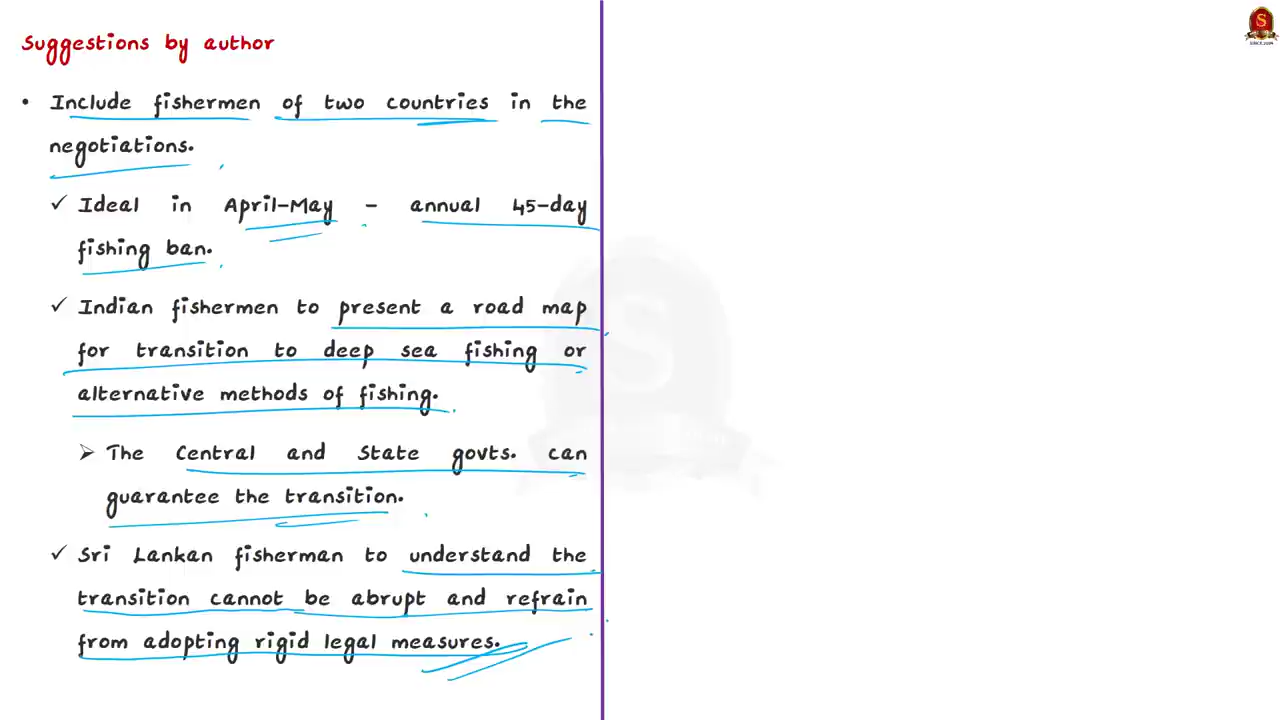 Suggestions by author
• Include fishermen of two countries in the
negotiations.
✓ Ideal in April-May - annual 45-day
fishing ban.
✓ Indian fishermen to present a road map
for transition to deep sea fishing or
alternative methods of fishing.
➢ The Central and State govts. can
guarantee the transition.
✓ Sri Lankan fisherman to understand the
transition cannot be abrupt and refrain
from adopting rigid legal measures.
S